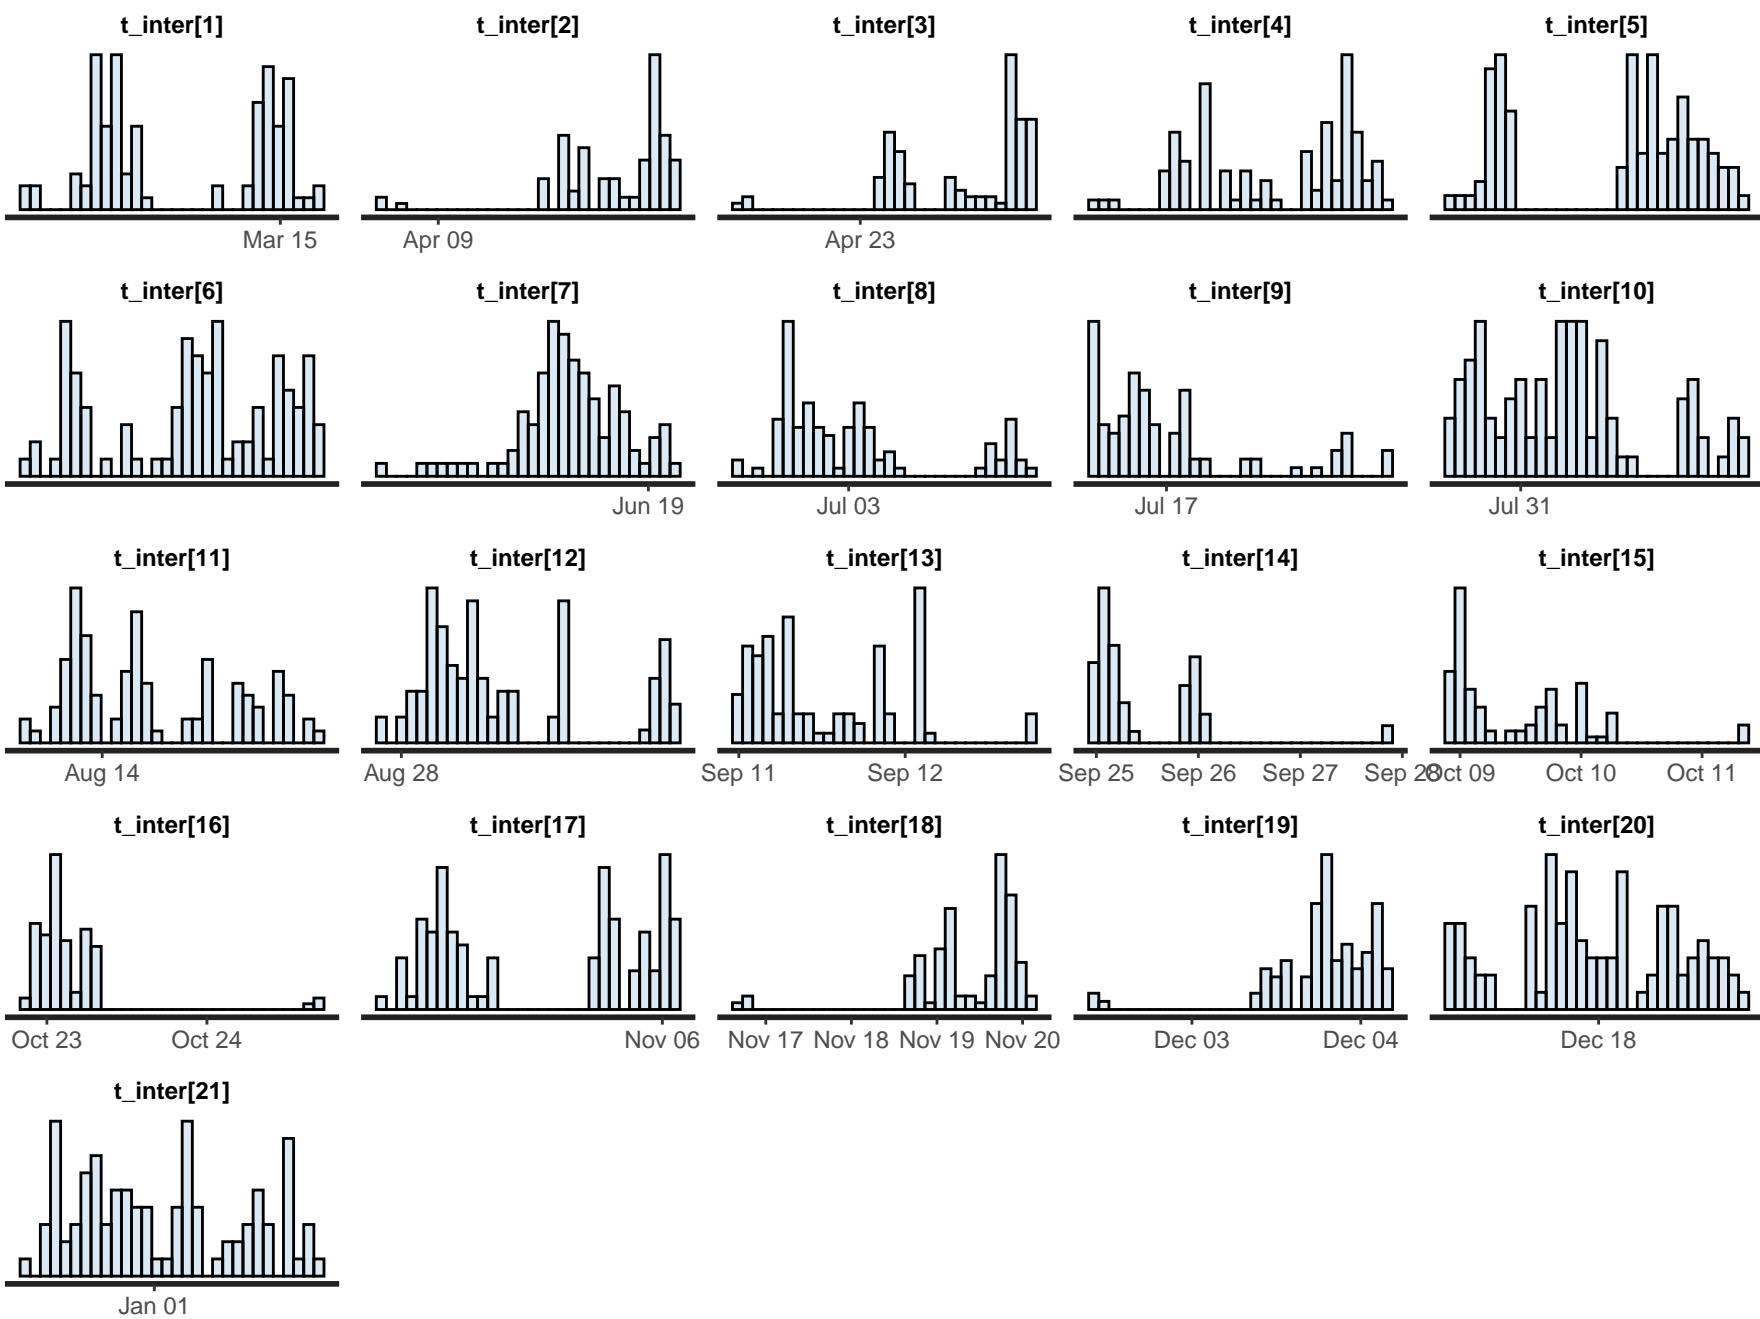 t_inter[1] t_inter[2] t_inter[3] t_inter[4] t_inter[5]
Mar 15 Apr 09 Apr 23
t_inter[6] t_inter[7] t_inter[8] t_inter[9] t_inter[10]
Jun 19 Jul 03 Jul 17 Jul 31
t_inter[11] t_inter[12] t_inter[13] t_inter[14] t_inter[15]
Aug 14 Aug 28 Sep 11 Sep 12 Sep 25 Sep 26 Sep 27 Sep 28 Oct 09 Oct 10 Oct 11
t_inter[16] t_inter[17] t_inter[18] t_inter[19] t_inter[20]
Oct 23 Oct 24 Nov 06 Nov 17 Nov 18 Nov 19 Nov 20 Dec 03 Dec 04 Dec 18
t_inter[21]
Jan 01